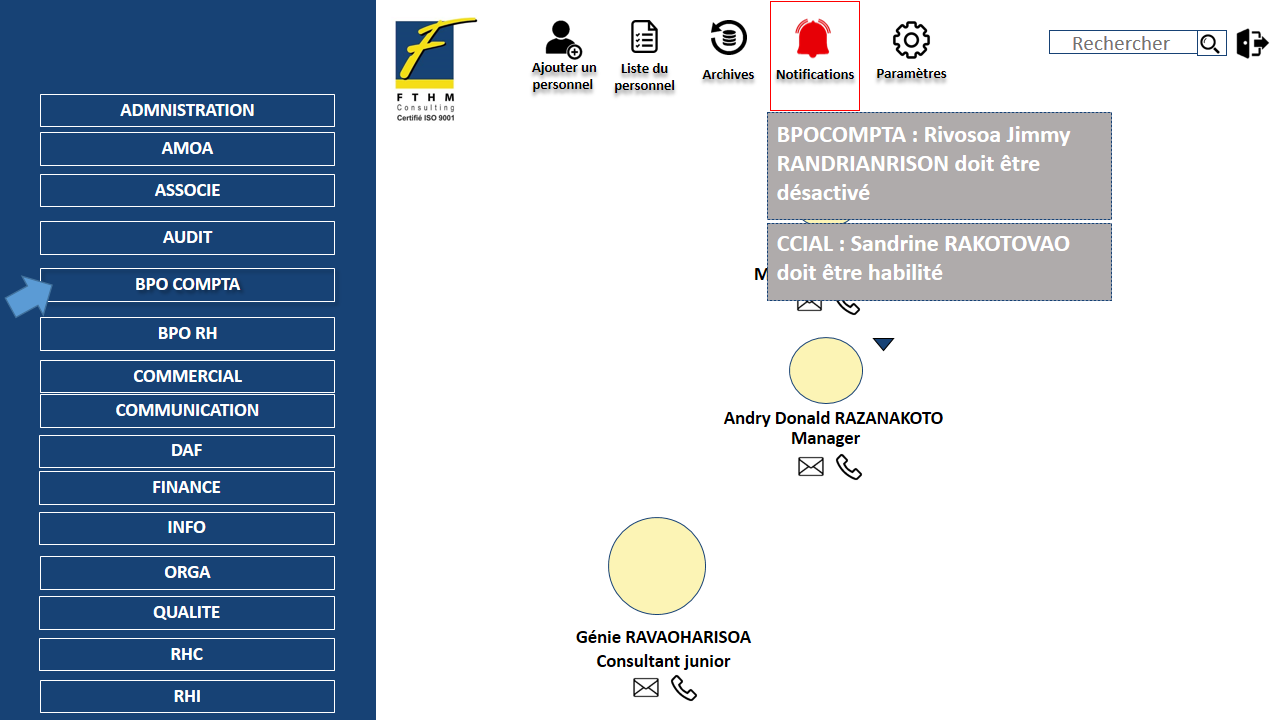 ADMNISTRATION
AMOA
ASSOCIE
AUDIT
BPO COMPTA
BPO RH
COMMERCIAL
COMMUNICATION
DAF
FINANCE
INFO
ORGA
QUALITE
RHC
RHI
F
FTHM
Consulting
Certifié ISO 9001
Ajouter un
personnel
Liste du
personnel
Archives
Notifications
Paramètres
Rechercher
BPOCOMPTA : Rivosoa Jimmy
RANDRIANRISON doit être
désactivé
CCIAL : Sandrine RAKOTOVAO
doit être habilité
Andry Donald RAZANAKOTO
Manager
Génie RAVAOHARISOA
Consultant junior